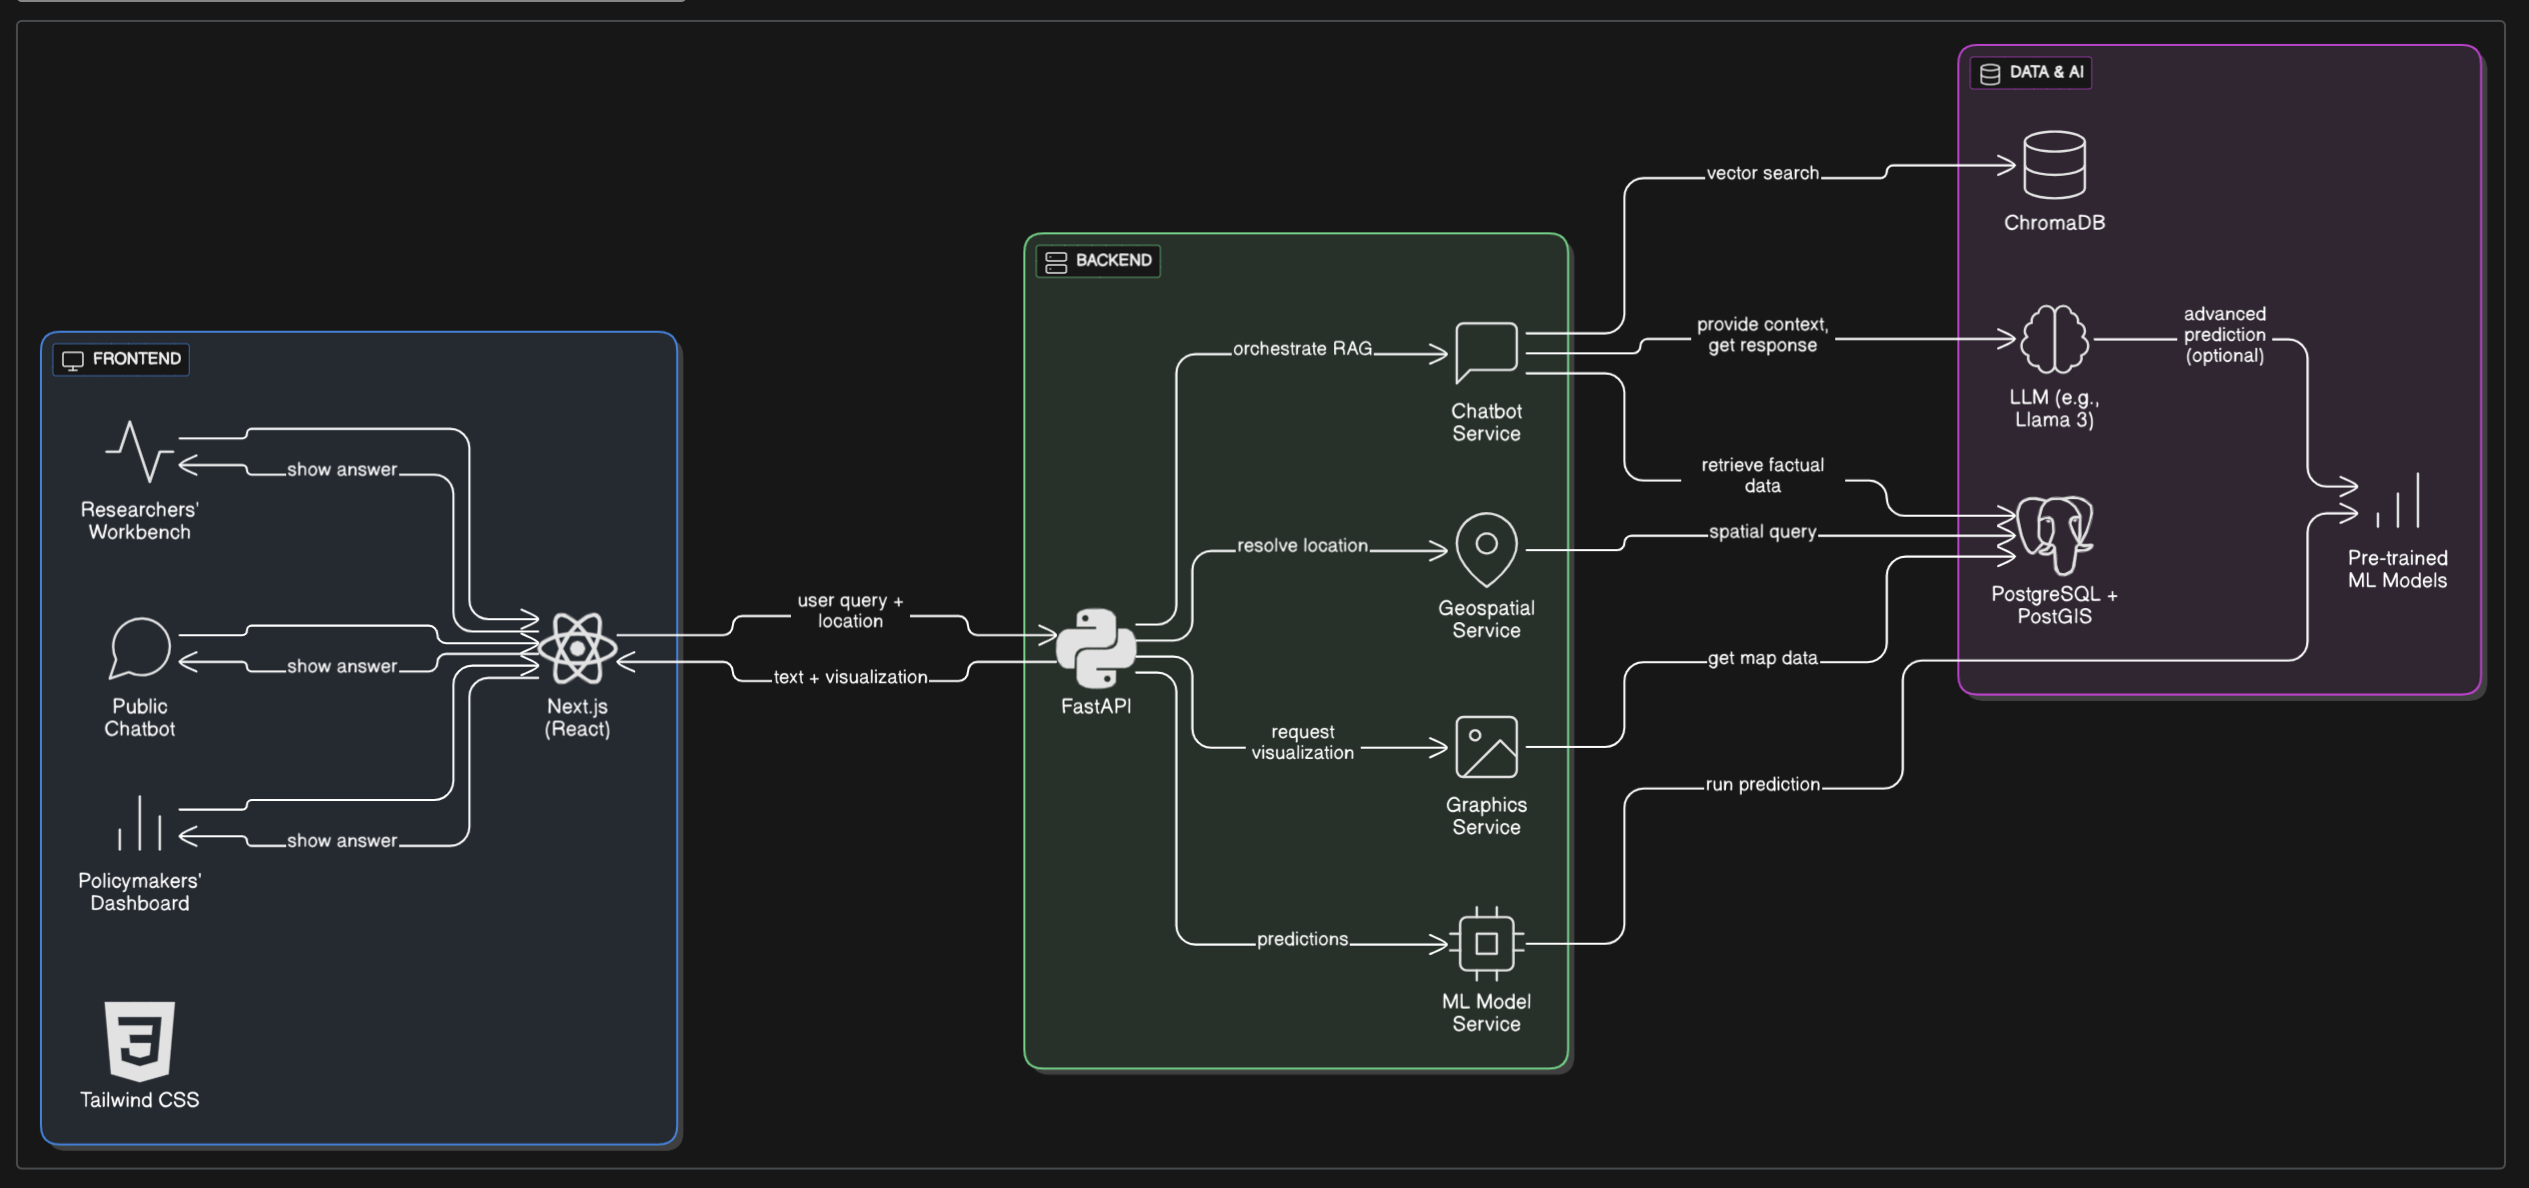 FRONTEND
Researchers'
Workbench
show answer
Public
Chatbot
show answer
Policymakers'
Dashboard
show answer
Tailwind CSS
Next.js
(React)
user query +
location
text + visualization
BACKEND
FastAPI
orchestrate RAG
resolve location
request
visualization
predictions
Chatbot
Service
Geospatial
Service
Graphics
Service
ML Model
Service
vector search
provide context,
get response
retrieve factual
data
spatial query
get map data
run prediction
DATA & AI
ChromaDB
LLM (e.g.,
Llama 3)
advanced
prediction
(optional)
PostgreSQL +
PostGIS
Pre-trained
ML Models